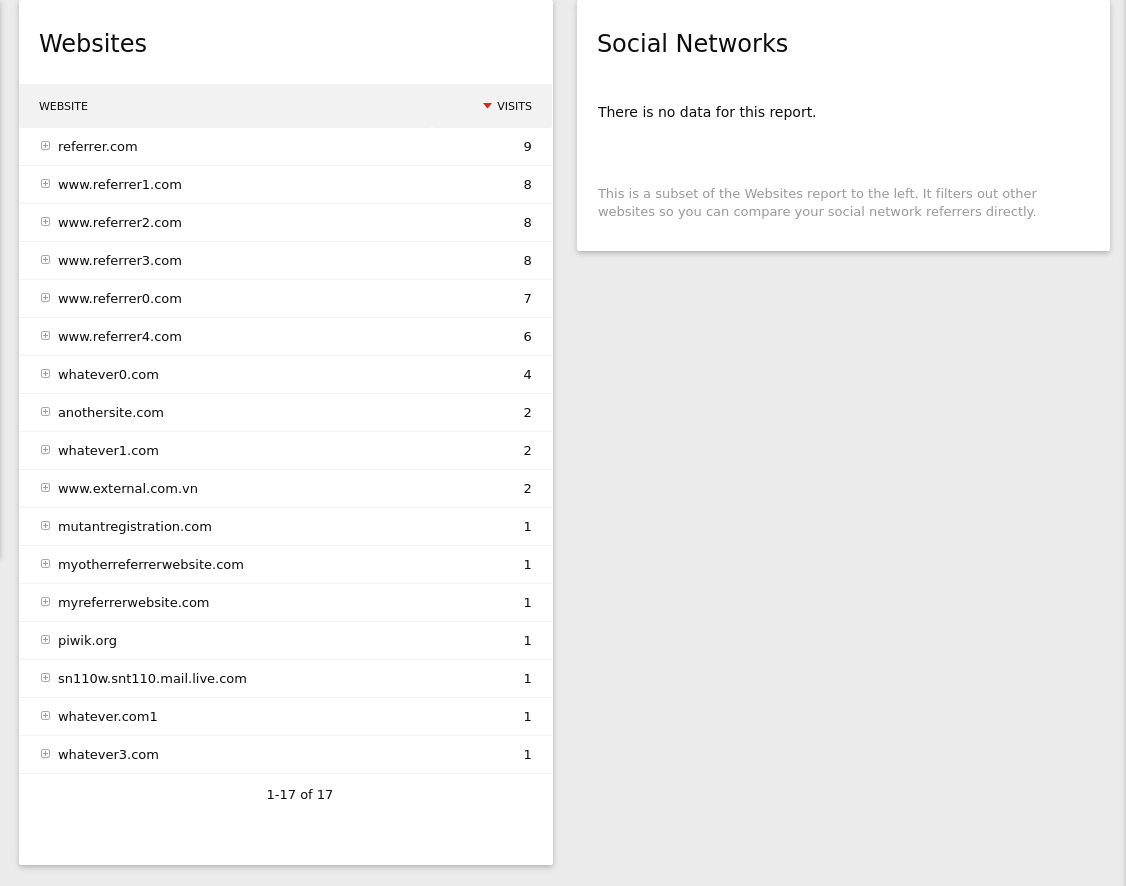 Websites
WEBSITE VISITS
referrer.com 9
www.referrer1.com 8
www.referrer2.com 8
www.referrer3.com 8
www.referrer0.com 7
www.referrer4.com 6
whatever0.com 4
anothersite.com 2
whatever1.com 2
www.external.com.vn 2
mutantregistration.com 1
myotherreferrerwebsite.com 1
myreferrerwebsite.com 1
piwik.org 1
sn110w.snt110.mail.live.com 1
whatever.com1 1
whatever3.com 1
1-17 of 17
Social Networks
There is no data for this report.
This is a subset of the Websites report to the left. It filters out other
websites so you can compare your social network referrers directly.